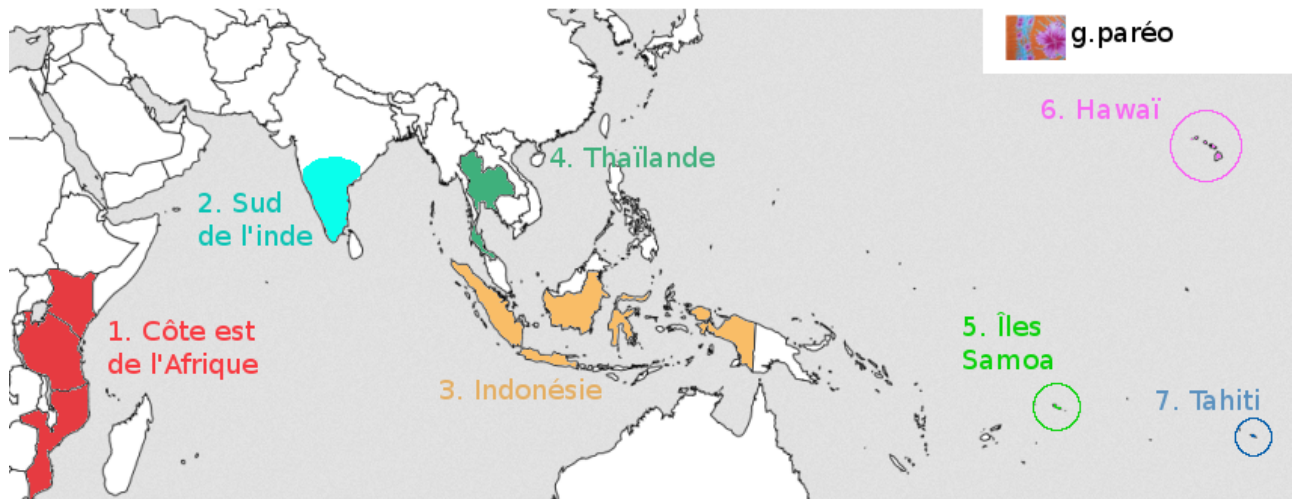 g.paréo
6. Hawaï
4. Thaïlande
2. Sud
de l'inde
1. Côte est
de l'Afrique
3. Indonésie
5. Îles
Samoa
7. Tahiti